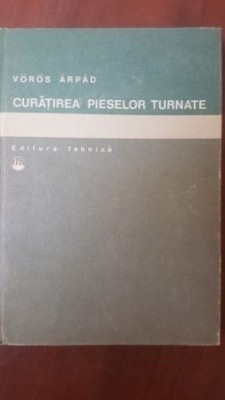 VÖRÖS ÁRPÁD
CURĂȚIREA PIESELOR TURNATE
Editura tehnică